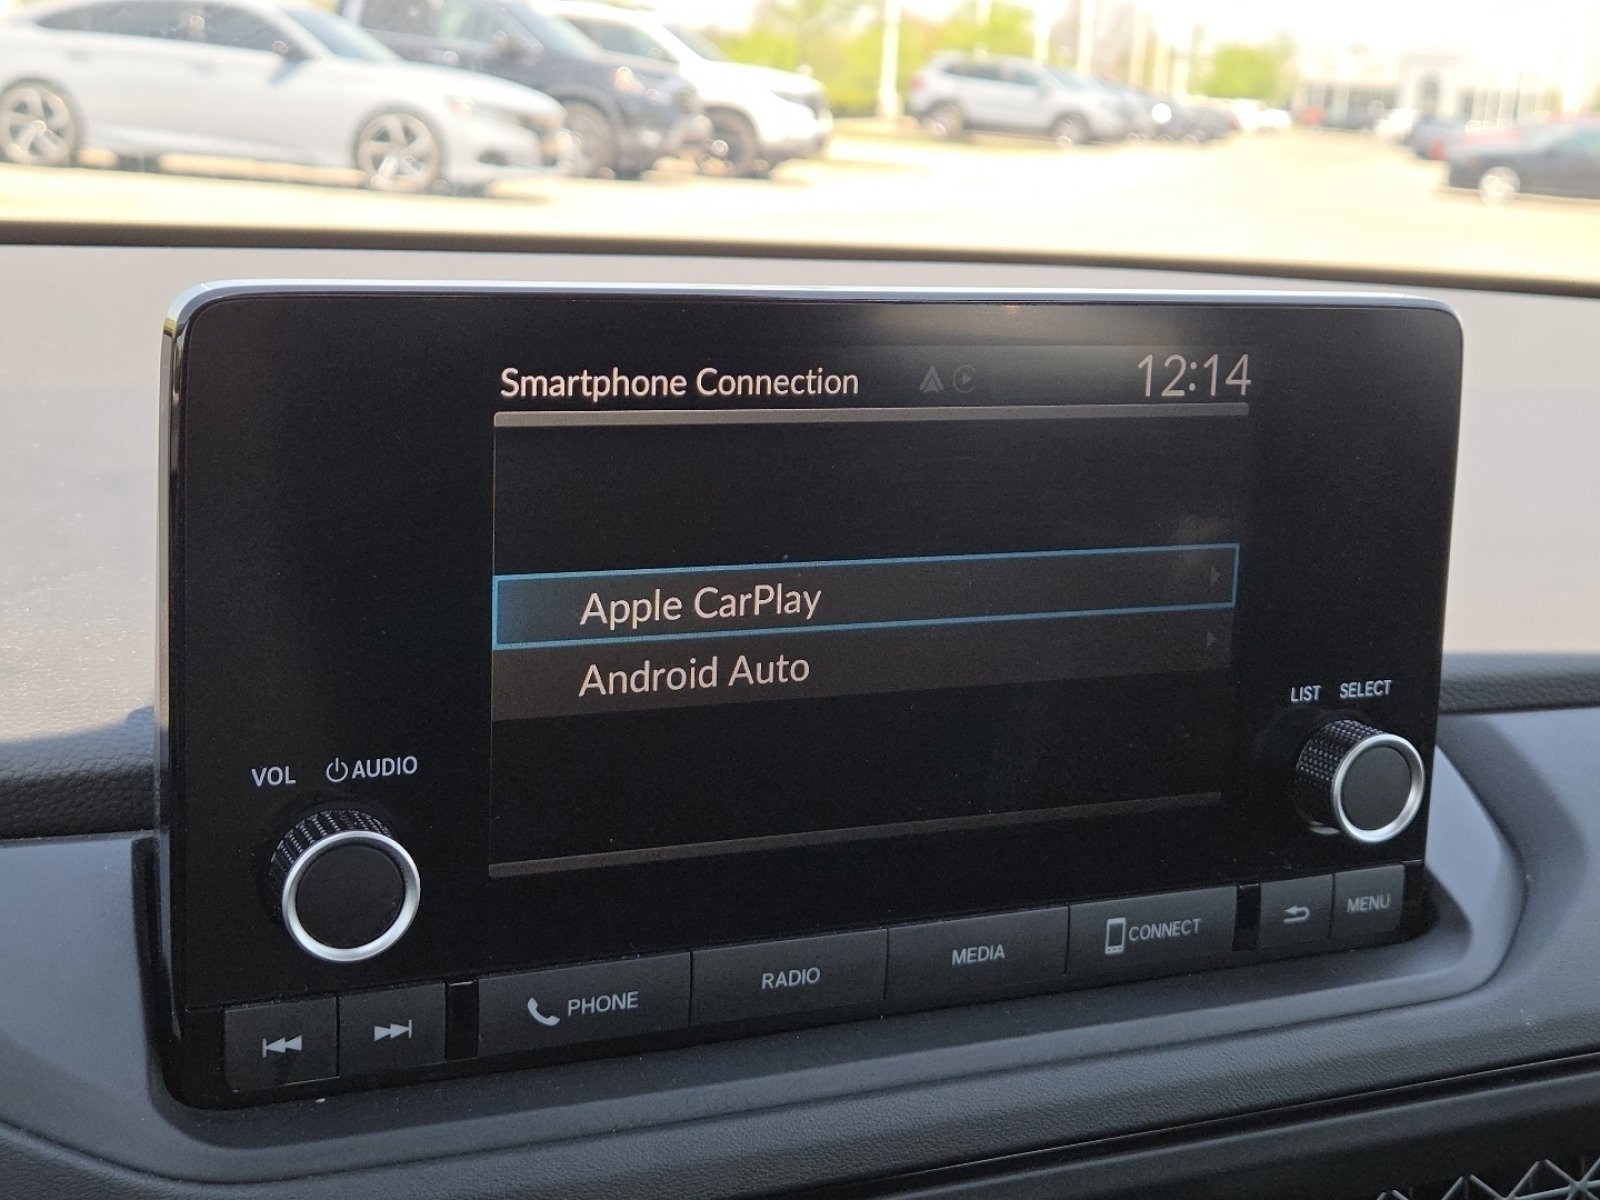 Smartphone Connection
12:14
Apple CarPlay
Android Auto
LIST SELECT
VOL AUDIO
PHONE
RADIO
MEDIA
CONNECT
MENU